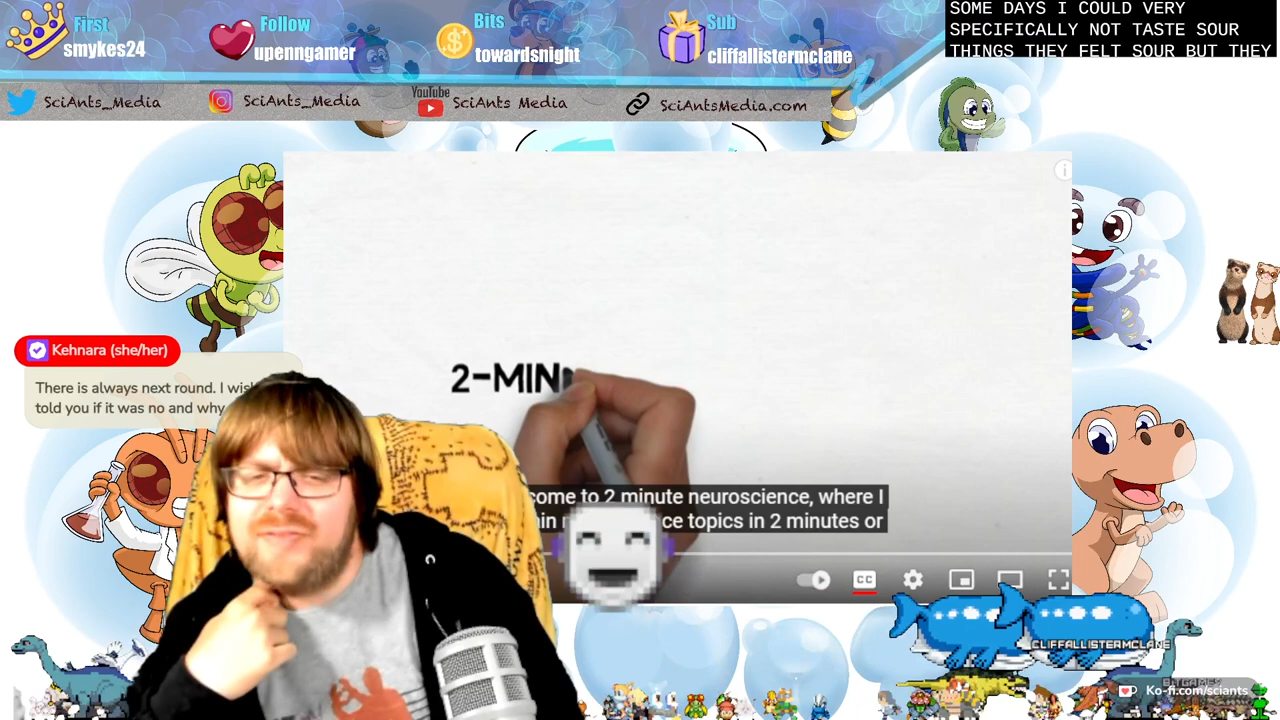 First
smykes24
Follow
upenngamer
Bits
towardsnight
Sub
cliffallistermclane
SOME DAYS I COULD VERY
SPECIFICALLY NOT TASTE SOUR
THINGS THEY FELT SOUR BUT THEY
SciAnts_Media
SciAnts_Media
YouTube
SciAnts Media
SciAntsMedia.com
Kehnara (she/her)
There is always next round. I
told you if it was no and why
2-MIN
to 2 minute neuroscience, where I
topics in 2 minutes or
CC
CLIFFALLISTERMCLANE
Ko-fi.com/sciants